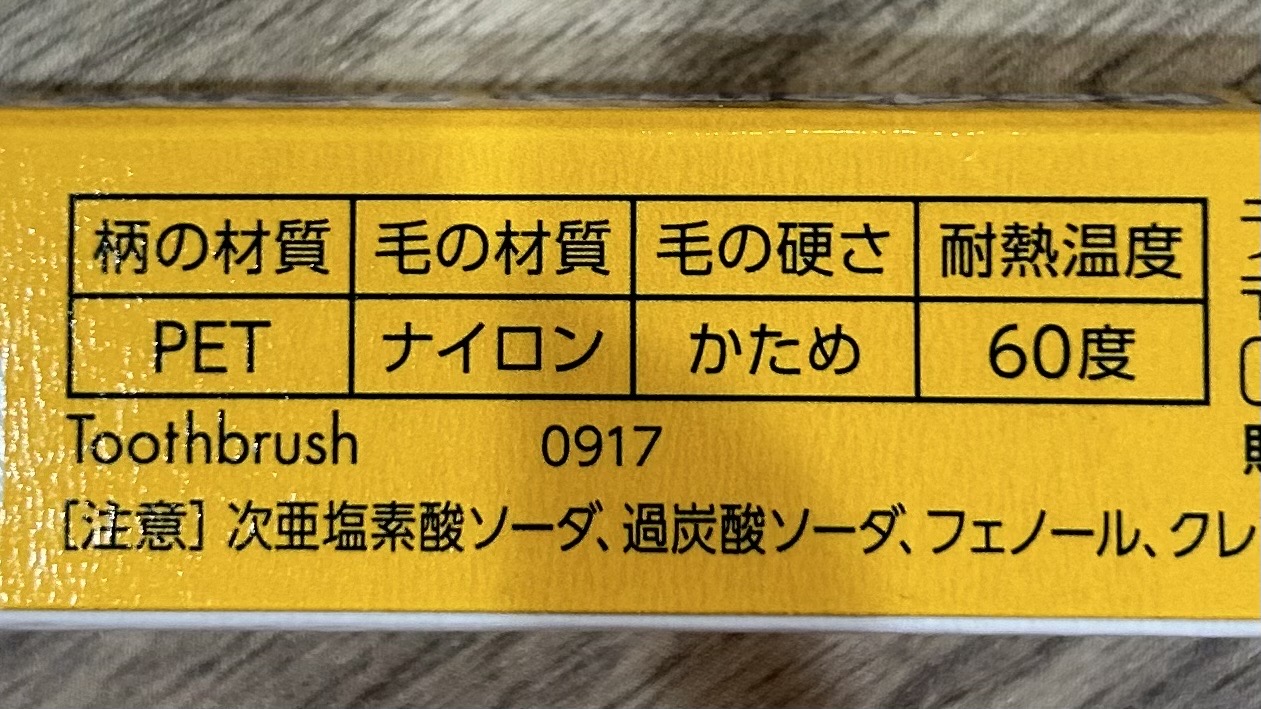 柄の材質 毛の材質 毛の硬さ 耐熱温度
PET ナイロン かため 60度
Toothbrush 0917
[注意] 次亜塩素酸ソーダ、過炭酸ソーダ、フェノール、クレ